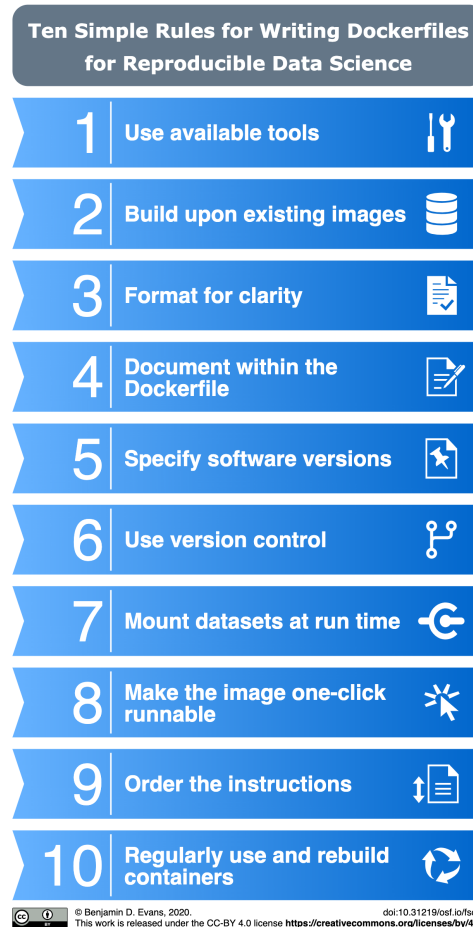 Ten Simple Rules for Writing Dockerfiles
for Reproducible Data Science
1 Use available tools
2 Build upon existing images
3 Format for clarity
4 Document within the
Dockerfile
5 Specify software versions
6 Use version control
7 Mount datasets at run time
8 Make the image one-click
runnable
9 Order the instructions
10 Regularly use and rebuild
containers
cc BY
© Benjamin D. Evans, 2020. doi:10.31219/osf.io/fs
This work is released under the CC-BY 4.0 license https://creativecommons.org/licenses/by/4